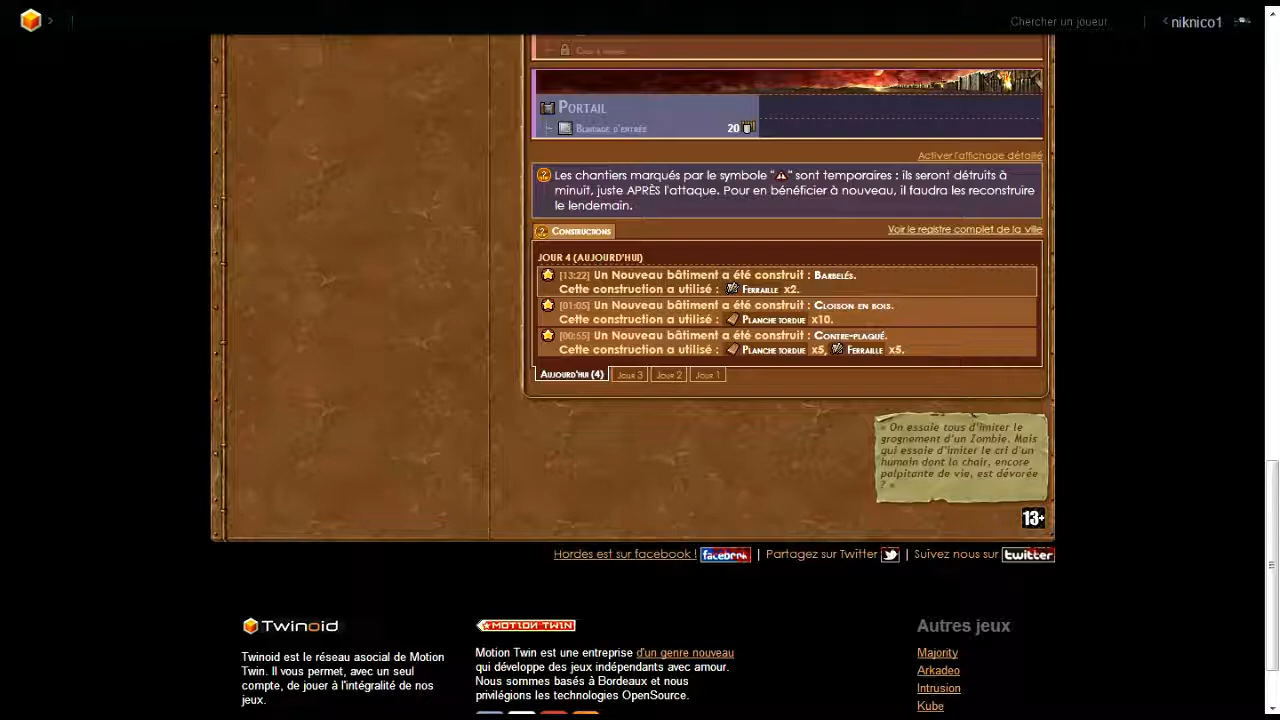 Chercher un joueur
niknico1
Portail
Blindage d'entrée
20
Activer l'affichage détaillé
Les chantiers marqués par le symbole " " sont temporaires : ils seront détruits à
minuit, juste APRÈS l'attaque. Pour en bénéficier à nouveau, il faudra les reconstruire
le lendemain.
Constructions
Voir le registre complet de la ville
JOUR 4 (AUJOURD'HUI)
[13:22] Un Nouveau bâtiment a été construit : Barbelés.
Cette construction a utilisé : Ferraille x2.
[01:05] Un Nouveau bâtiment a été construit : Cloison en bois.
Cette construction a utilisé : Planche tordue x10.
[00:55] Un Nouveau bâtiment a été construit : Contre-plaqué.
Cette construction a utilisé : Planche tordue x5, Ferraille x5.
Aujourd'hui (4) Jour 3 Jour 2 Jour 1
« On essaie tous d'imiter le
grognement d'un Zombie. Mais
qui essaie d'imiter le cri d'un
humain dont la chair, encore
palpitante de vie, est dévorée
? »
13+
Hordes est sur facebook ! facebook | Partagez sur Twitter | Suivez nous sur twitter
Twinoid
Twinoid est le réseau asocial de Motion
Twin. Il vous permet, avec un seul
compte, de jouer à l'intégralité de nos
jeux.
MOTION TWIN
Motion Twin est une entreprise d'un genre nouveau
qui développe des jeux indépendants avec amour.
Nous sommes basés à Bordeaux et nous
privilégions les technologies OpenSource.
Autres jeux
Majority
Arkadeo
Intrusion
Kube